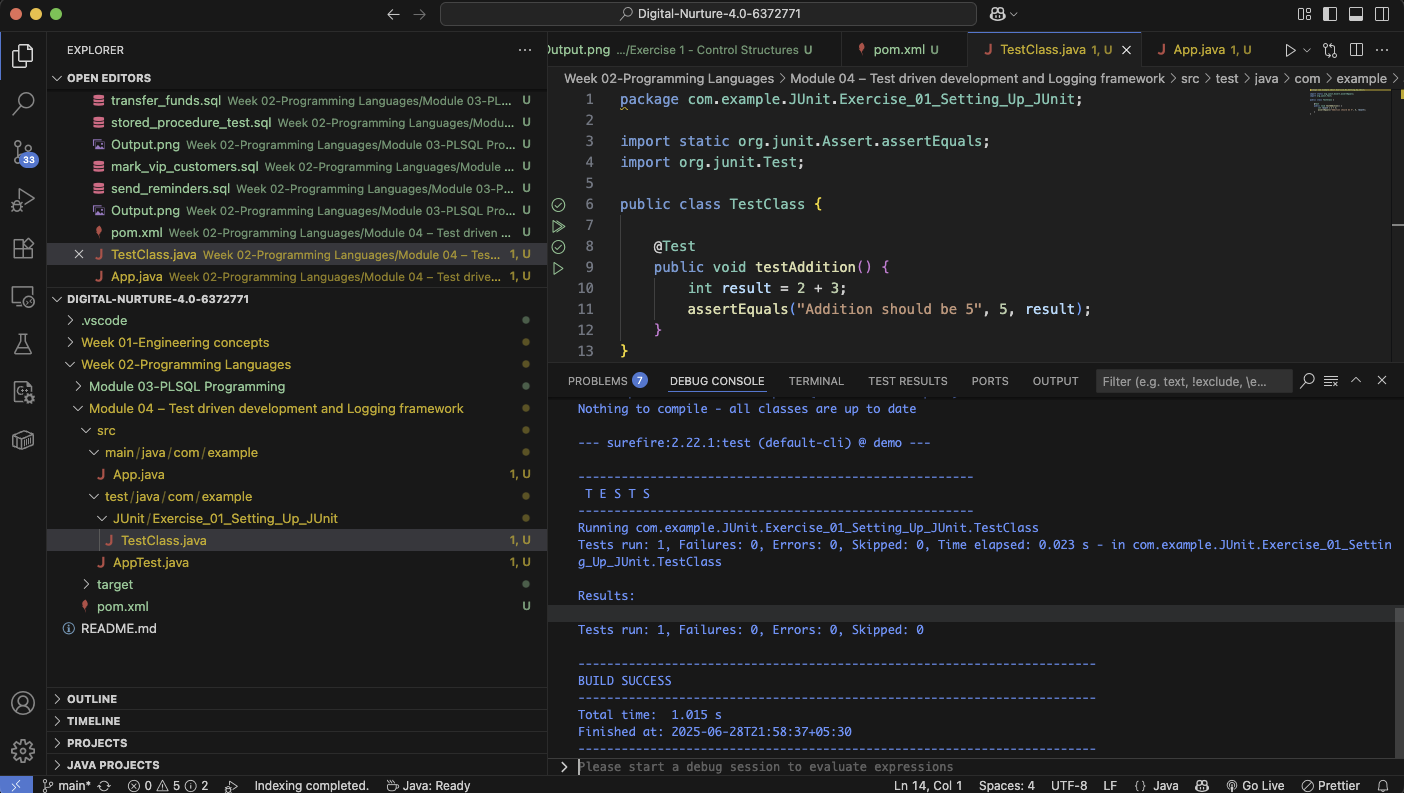 Digital-Nurture-4.0-6372771
EXPLORER
OPEN EDITORS
transfer_funds.sql Week 02-Programming Languages/Module 03-PL... U
stored_procedure_test.sql Week 02-Programming Languages/Modu... U
Output.png Week 02-Programming Languages/Module 03-PLSQL Pro... U
mark_vip_customers.sql Week 02-Programming Languages/Module ... U
send_reminders.sql Week 02-Programming Languages/Module 03-P... U
Output.png Week 02-Programming Languages/Module 03-PLSQL Pro... U
pom.xml Week 02-Programming Languages/Module 04 – Test driven ... U
TestClass.java Week 02-Programming Languages/Module 04 – Tes... 1, U
App.java Week 02-Programming Languages/Module 04 – Test drive... 1, U
DIGITAL-NURTURE-4.0-6372771
.vscode
Week 01-Engineering concepts
Week 02-Programming Languages
Module 03-PLSQL Programming
Module 04 – Test driven development and Logging framework
src
main/java/com/example
App.java 1, U
test/java/com/example
JUnit/Exercise_01_Setting_Up_JUnit
TestClass.java 1, U
AppTest.java 1, U
target
pom.xml U
README.md
OUTLINE
TIMELINE
PROJECTS
JAVA PROJECTS
33
Output.png .../Exercise 1 - Control Structures U
pom.xml U
TestClass.java 1, U
App.java 1, U
Week 02-Programming Languages > Module 04 – Test driven development and Logging framework > src > test > java > com > example >
1 package com.example.JUnit.Exercise_01_Setting_Up_JUnit;
2
3 import static org.junit.Assert.assertEquals;
4 import org.junit.Test;
5
6 public class TestClass {
7
8 @Test
9 public void testAddition() {
10 int result = 2 + 3;
11 assertEquals("Addition should be 5", 5, result);
12 }
13 }
PROBLEMS 7 DEBUG CONSOLE TERMINAL TEST RESULTS PORTS OUTPUT Filter (e.g. text, !exclude, \e...
Nothing to compile - all classes are up to date
--- surefire:2.22.1:test (default-cli) @ demo ---
-------------------------------------------------------
T E S T S
-------------------------------------------------------
Running com.example.JUnit.Exercise_01_Setting_Up_JUnit.TestClass
Tests run: 1, Failures: 0, Errors: 0, Skipped: 0, Time elapsed: 0.023 s - in com.example.JUnit.Exercise_01_Settin
g_Up_JUnit.TestClass
Results:
Tests run: 1, Failures: 0, Errors: 0, Skipped: 0
------------------------------------------------------------------------
BUILD SUCCESS
------------------------------------------------------------------------
Total time:  1.015 s
Finished at: 2025-06-28T21:58:37+05:30
------------------------------------------------------------------------
Please start a debug session to evaluate expressions
main* 0 5 2 Indexing completed. Java: Ready Ln 14, Col 1 Spaces: 4 UTF-8 LF {} Java Go Live Prettier